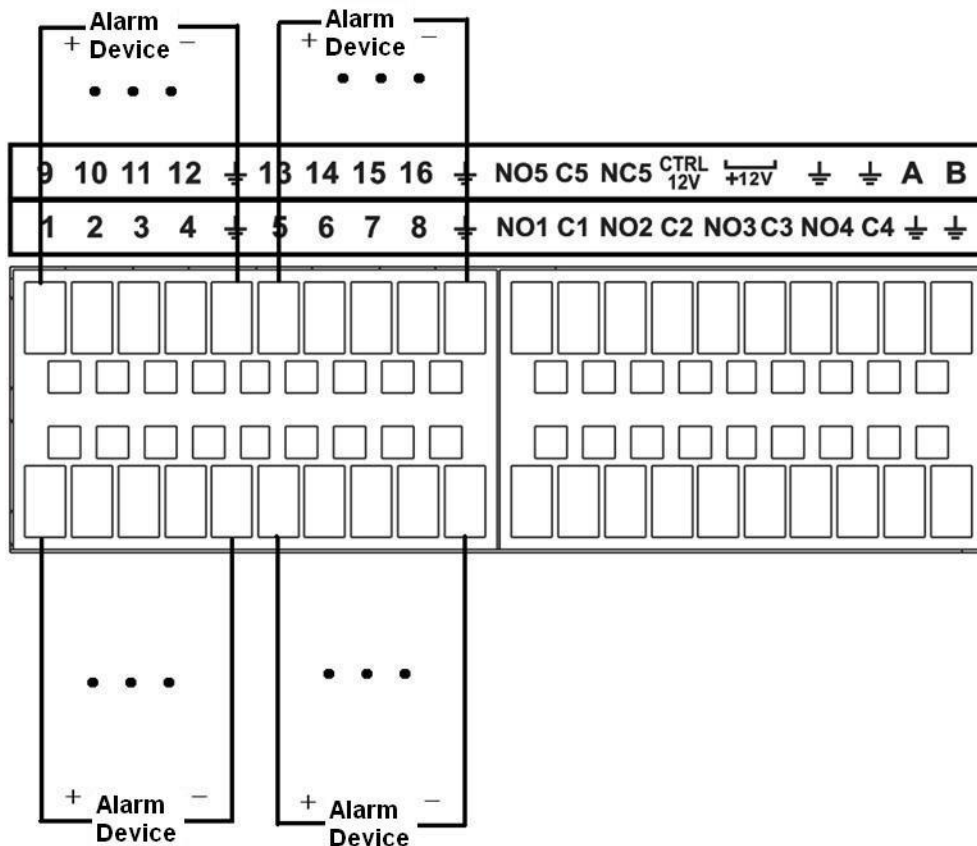 Alarm
+ Device −
Alarm
+ Device −
9 10 11 12 ⏚ 13 14 15 16 ⏚ NO5 C5 NC5 CTRL 12V +12V ⏚ ⏚ A B
1 2 3 4 ⏚ 5 6 7 8 ⏚ NO1 C1 NO2 C2 NO3 C3 NO4 C4 ⏚ ⏚
+ Alarm -
Device
+ Alarm −
Device